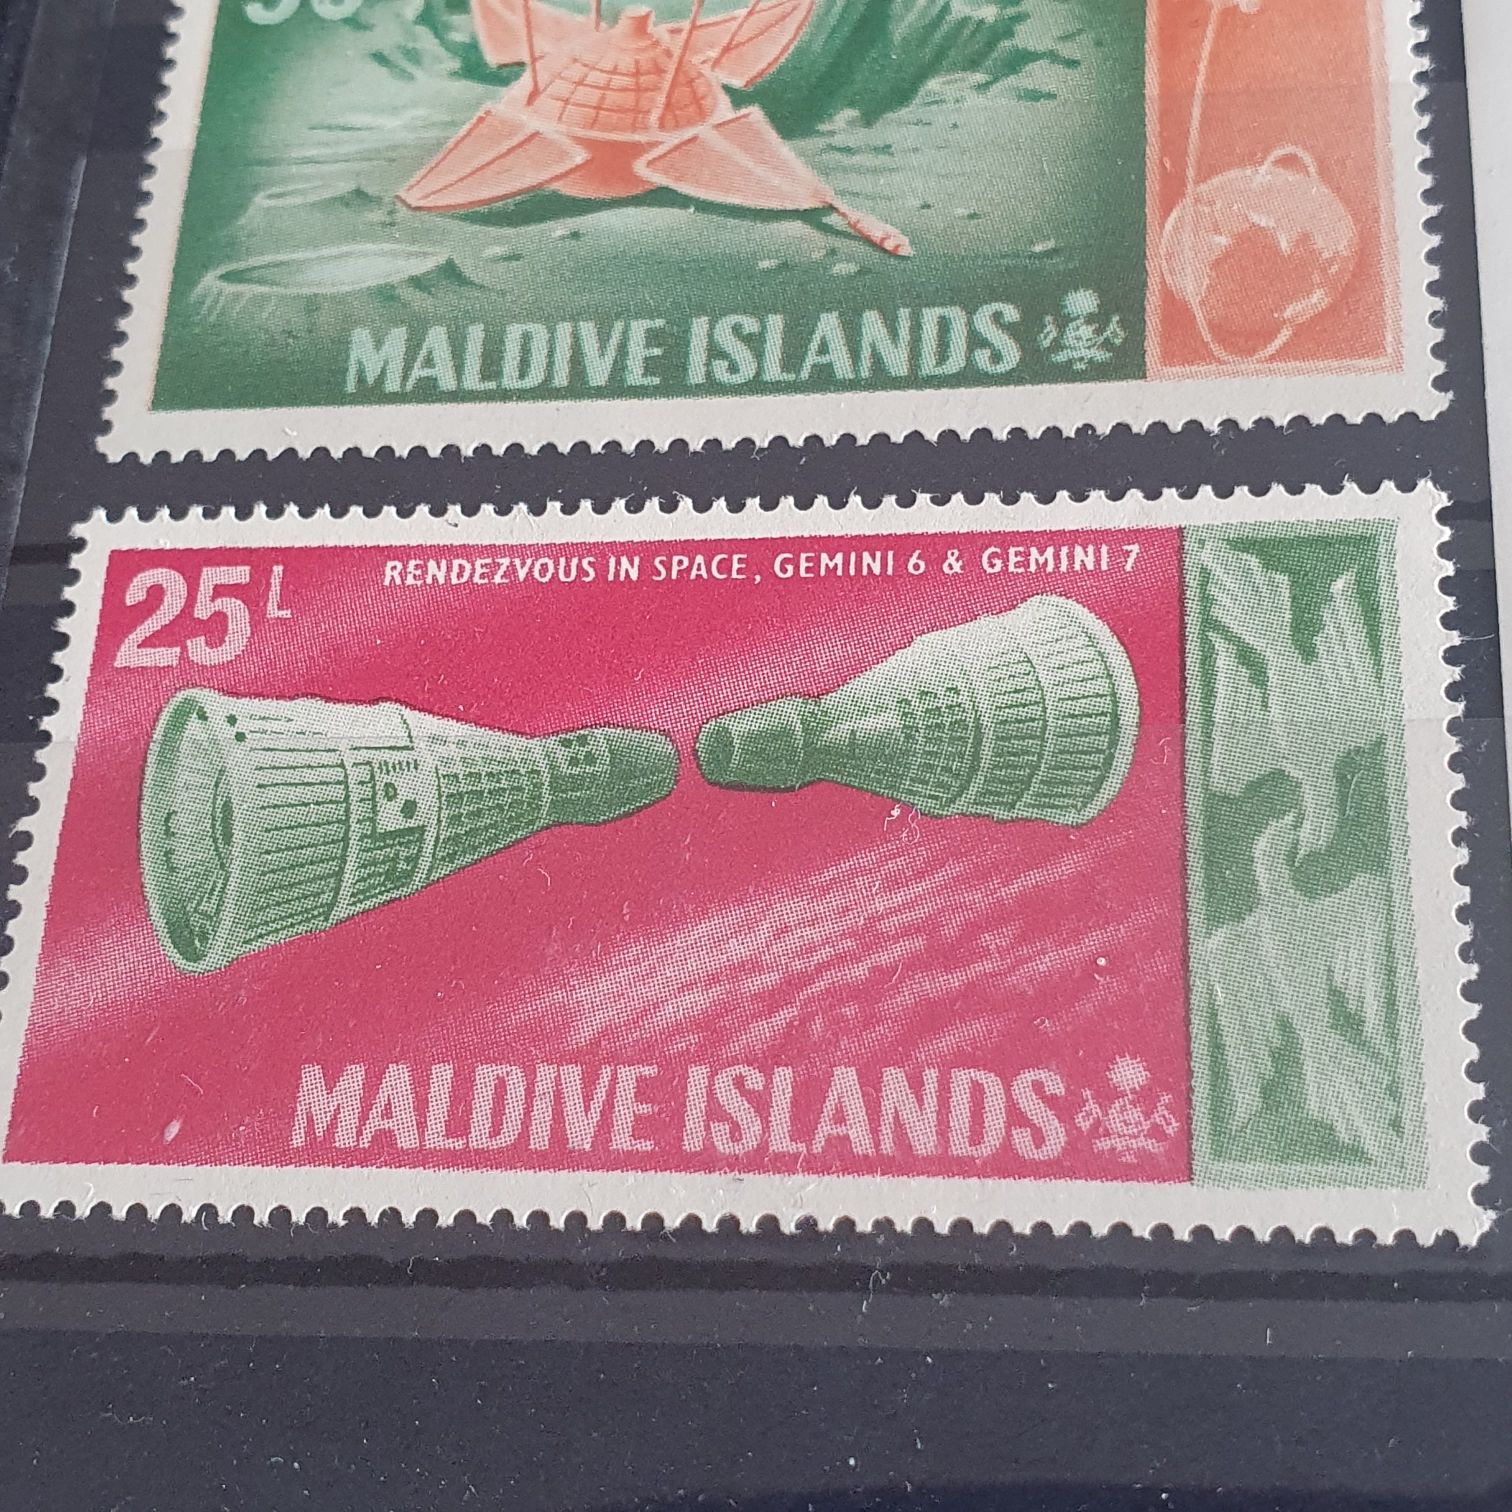 MALDIVE ISLANDS
25L
RENDEZVOUS IN SPACE, GEMINI 6 & GEMINI 7
MALDIVE ISLANDS